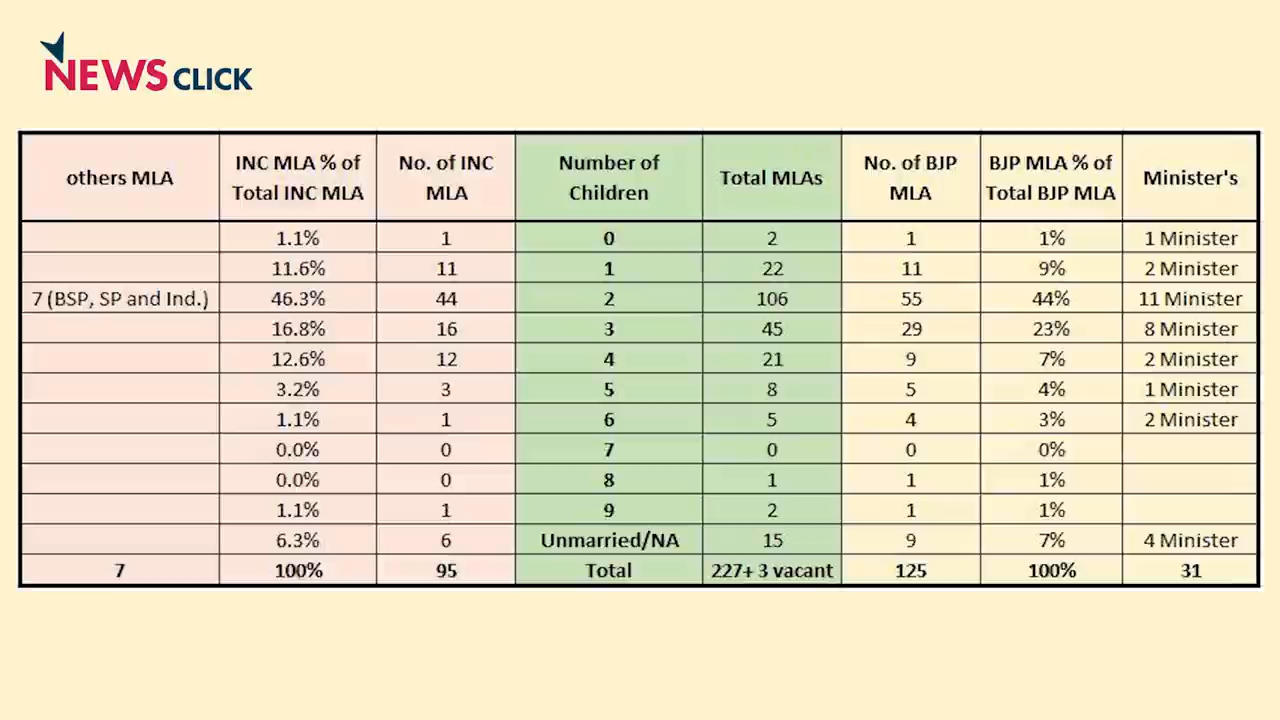 NEWS CLICK
others MLA | INC MLA % of Total INC MLA | No. of INC MLA | Number of Children | Total MLAs | No. of BJP MLA | BJP MLA % of Total BJP MLA | Minister's
| 1.1% | 1 | 0 | 2 | 1 | 1% | 1 Minister
| 11.6% | 11 | 1 | 22 | 11 | 9% | 2 Minister
7 (BSP, SP and Ind.) | 46.3% | 44 | 2 | 106 | 55 | 44% | 11 Minister
| 16.8% | 16 | 3 | 45 | 29 | 23% | 8 Minister
| 12.6% | 12 | 4 | 21 | 9 | 7% | 2 Minister
| 3.2% | 3 | 5 | 8 | 5 | 4% | 1 Minister
| 1.1% | 1 | 6 | 5 | 4 | 3% | 2 Minister
| 0.0% | 0 | 7 | 0 | 0 | 0% |
| 0.0% | 0 | 8 | 1 | 1 | 1% |
| 1.1% | 1 | 9 | 2 | 1 | 1% |
| 6.3% | 6 | Unmarried/NA | 15 | 9 | 7% | 4 Minister
7 | 100% | 95 | Total | 227+ 3 vacant | 125 | 100% | 31